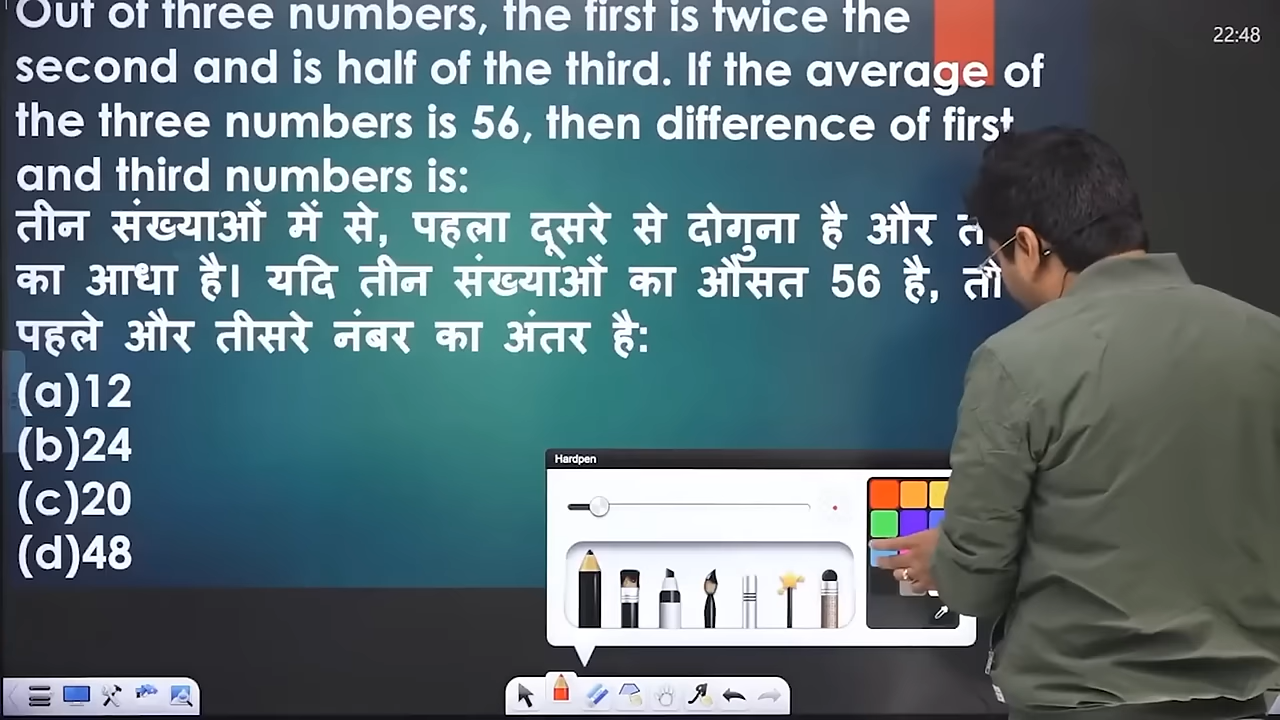 Out of three numbers, the first is twice the
second and is half of the third. If the average of
the three numbers is 56, then difference of first
and third numbers is:
तीन संख्याओं में से, पहला दूसरे से दोगुना है और
का आधा है। यदि तीन संख्याओं का औसत 56 है, तो
पहले और तीसरे नंबर का अंतर है:
(a)12
(b)24
(c)20
(d)48
22:48
Hardpen